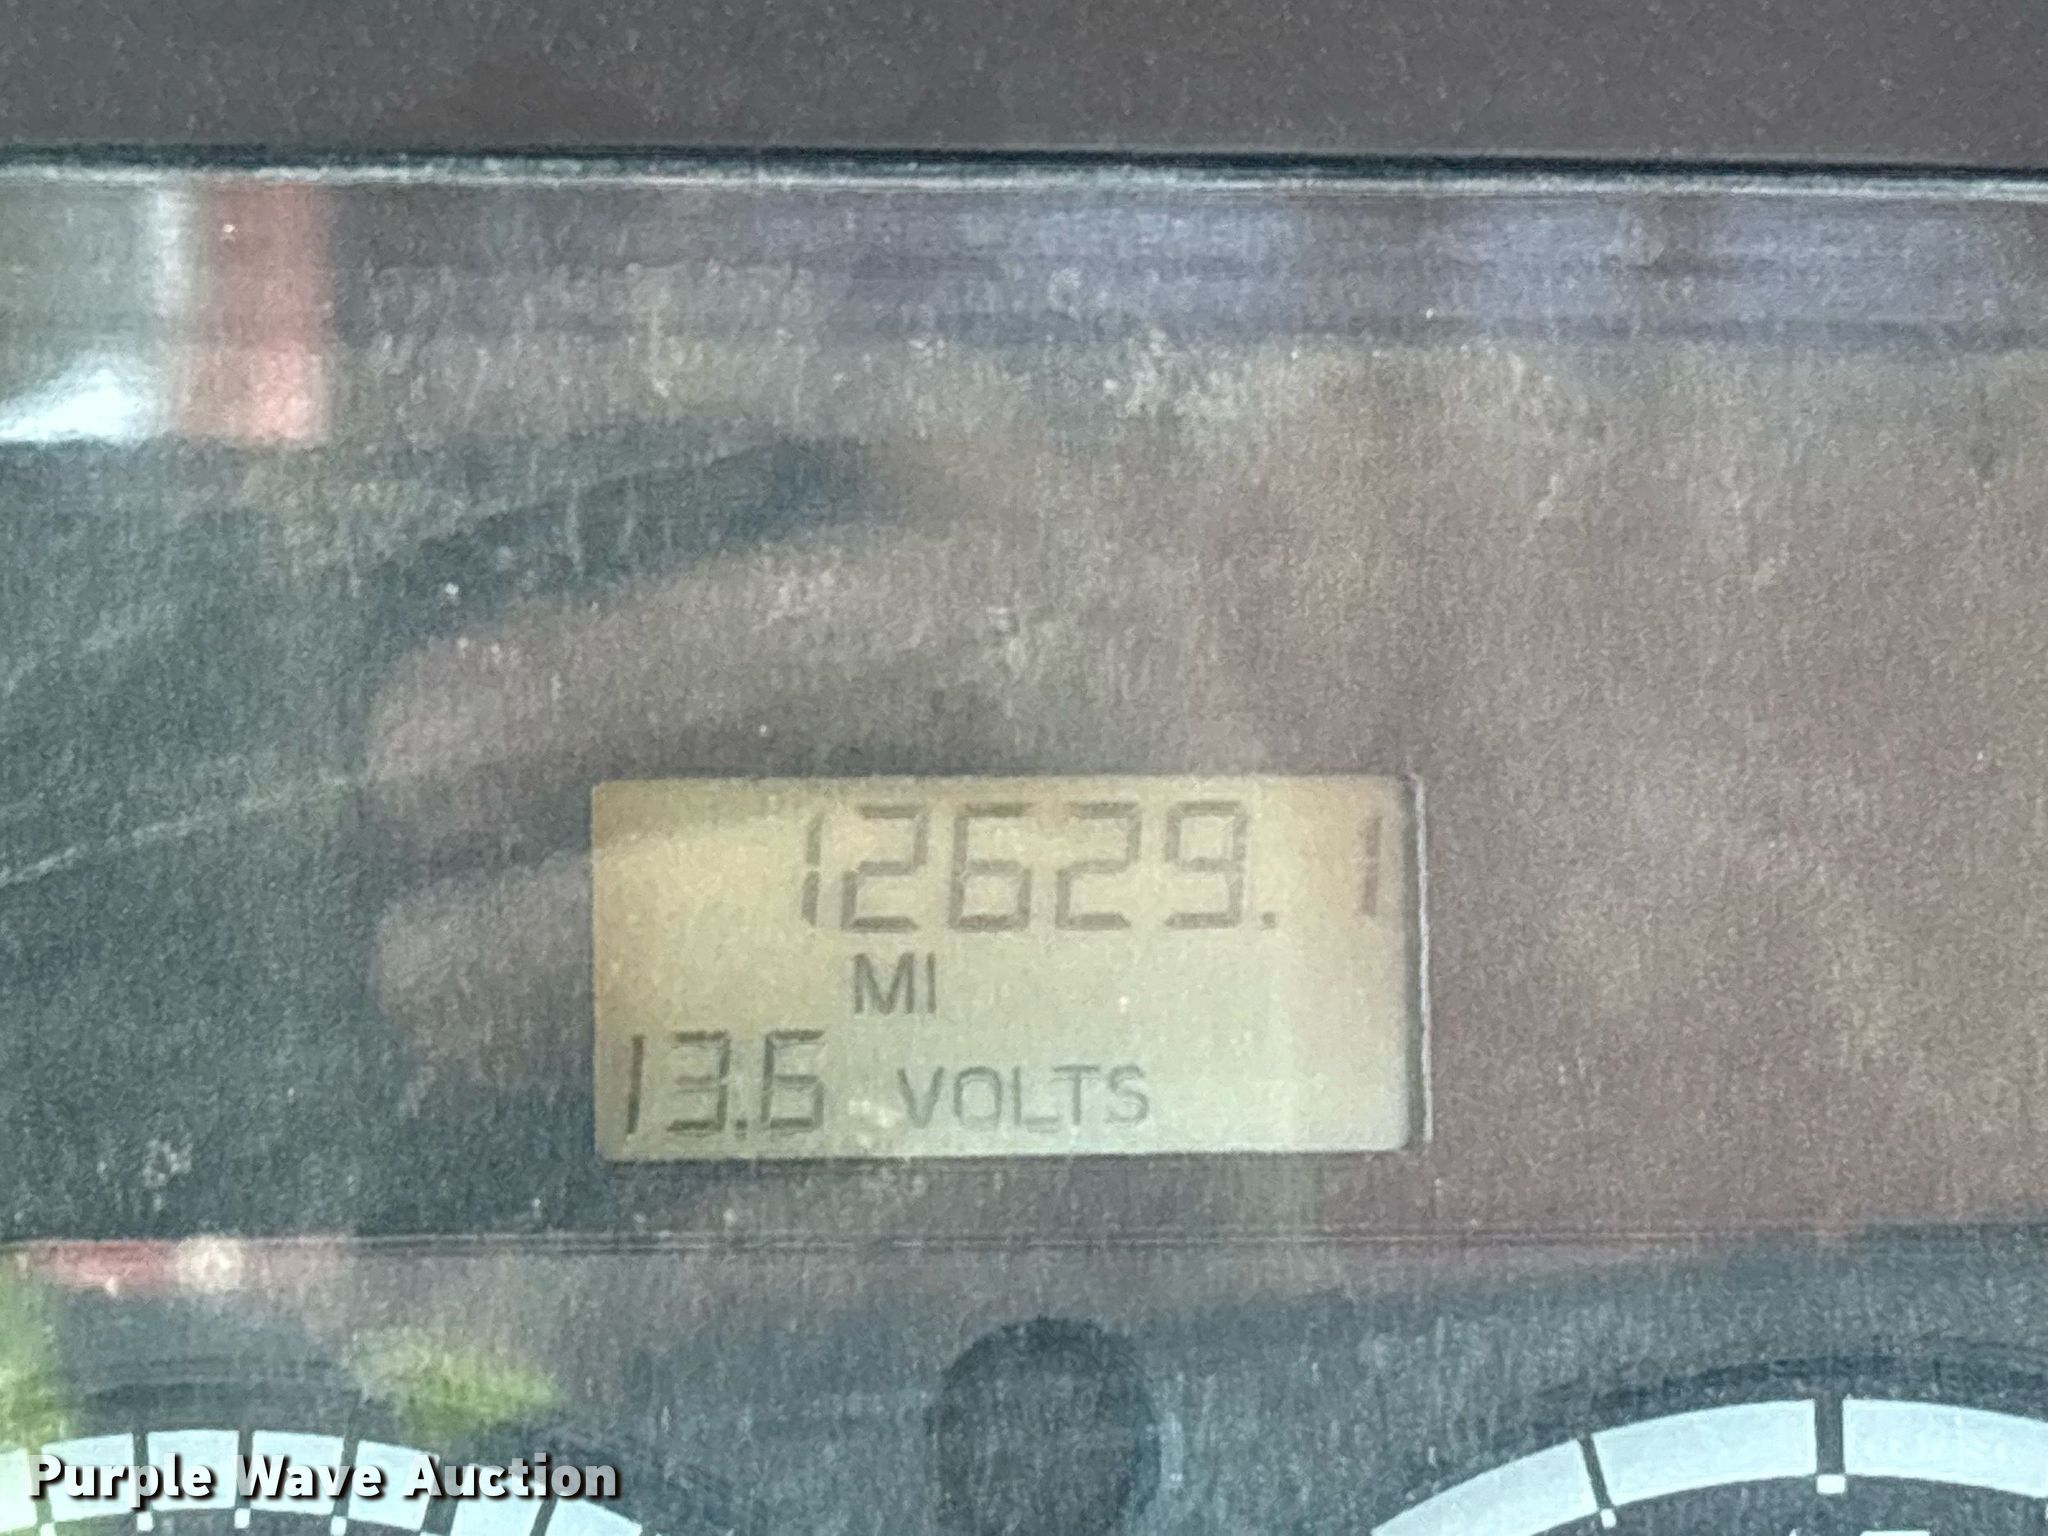 12629.1
MI
13.6 VOLTS
Purple Wave Auction